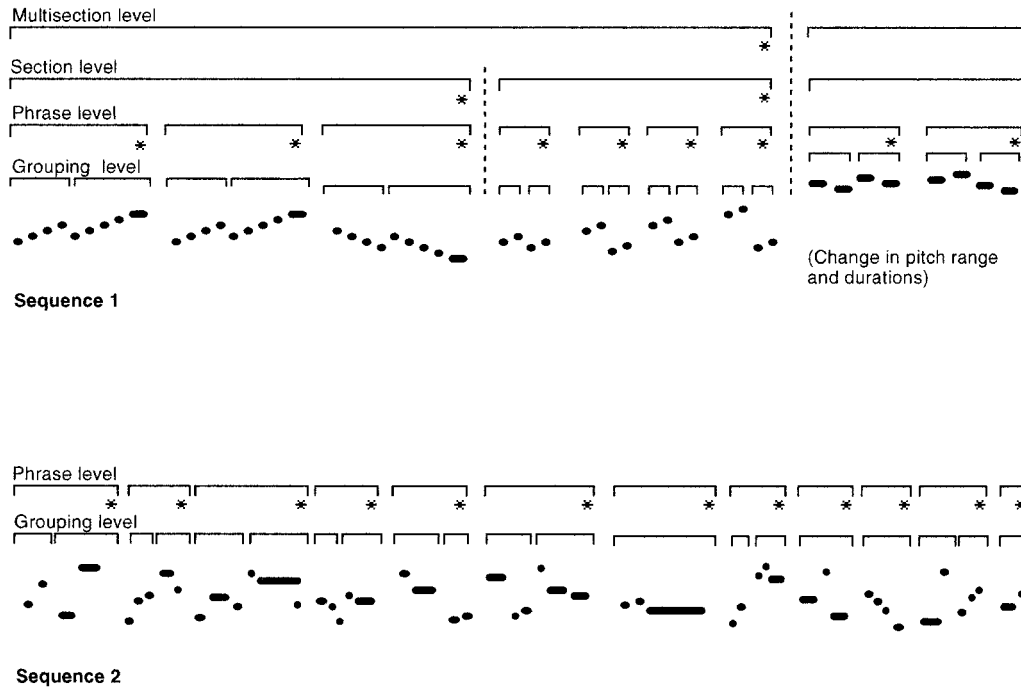 Multisection level
Section level
Phrase level
Grouping level
(Change in pitch range
and durations)
Sequence 1
Phrase level
Grouping level
Sequence 2